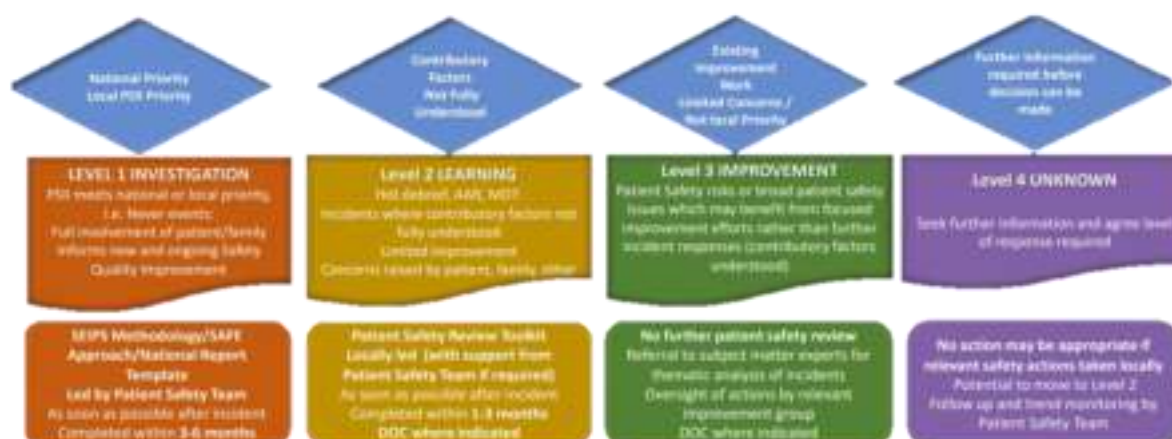 National Priority
Local PSII Priority
Contributory
Factors
Not Fully
Understood
Existing
Improvement
Work
Limited Concerns /
Not local Priority
Further information
required before
decision can be
made
LEVEL 1 INVESTIGATION
PSII meets national or local priority,
i.e. Never events
Full involvement of patient/family
Informs new and ongoing Safety
Quality Improvement
Level 2 LEARNING
Hot debrief, AAR, MDT
Incidents where contributory factors not
fully understood
Limited improvement
Concerns raised by patient, family, other
Level 3 IMPROVEMENT
Patient Safety risks or broad patient safety
issues which may benefit from focused
improvement efforts rather than further
incident responses (contributory factors
understood)
Level 4 UNKNOWN
Seek further information and agree level
of response required
SEIPS Methodology/SAFE
Approach/National Report
Template
Led by Patient Safety Team
As soon as possible after incident
Completed within 3-6 months
Patient Safety Review Toolkit
Locally led (with support from
Patient Safety Team if required)
As soon as possible after incident
Completed within 1-3 months
DOC where indicated
No further patient safety review
Referral to subject matter experts for
thematic analysis of incidents
Oversight of actions by relevant
improvement group
DOC where indicated
No action may be appropriate if
relevant safety actions taken locally
Potential to move to Level 2
Follow up and trend monitoring by
Patient Safety Team